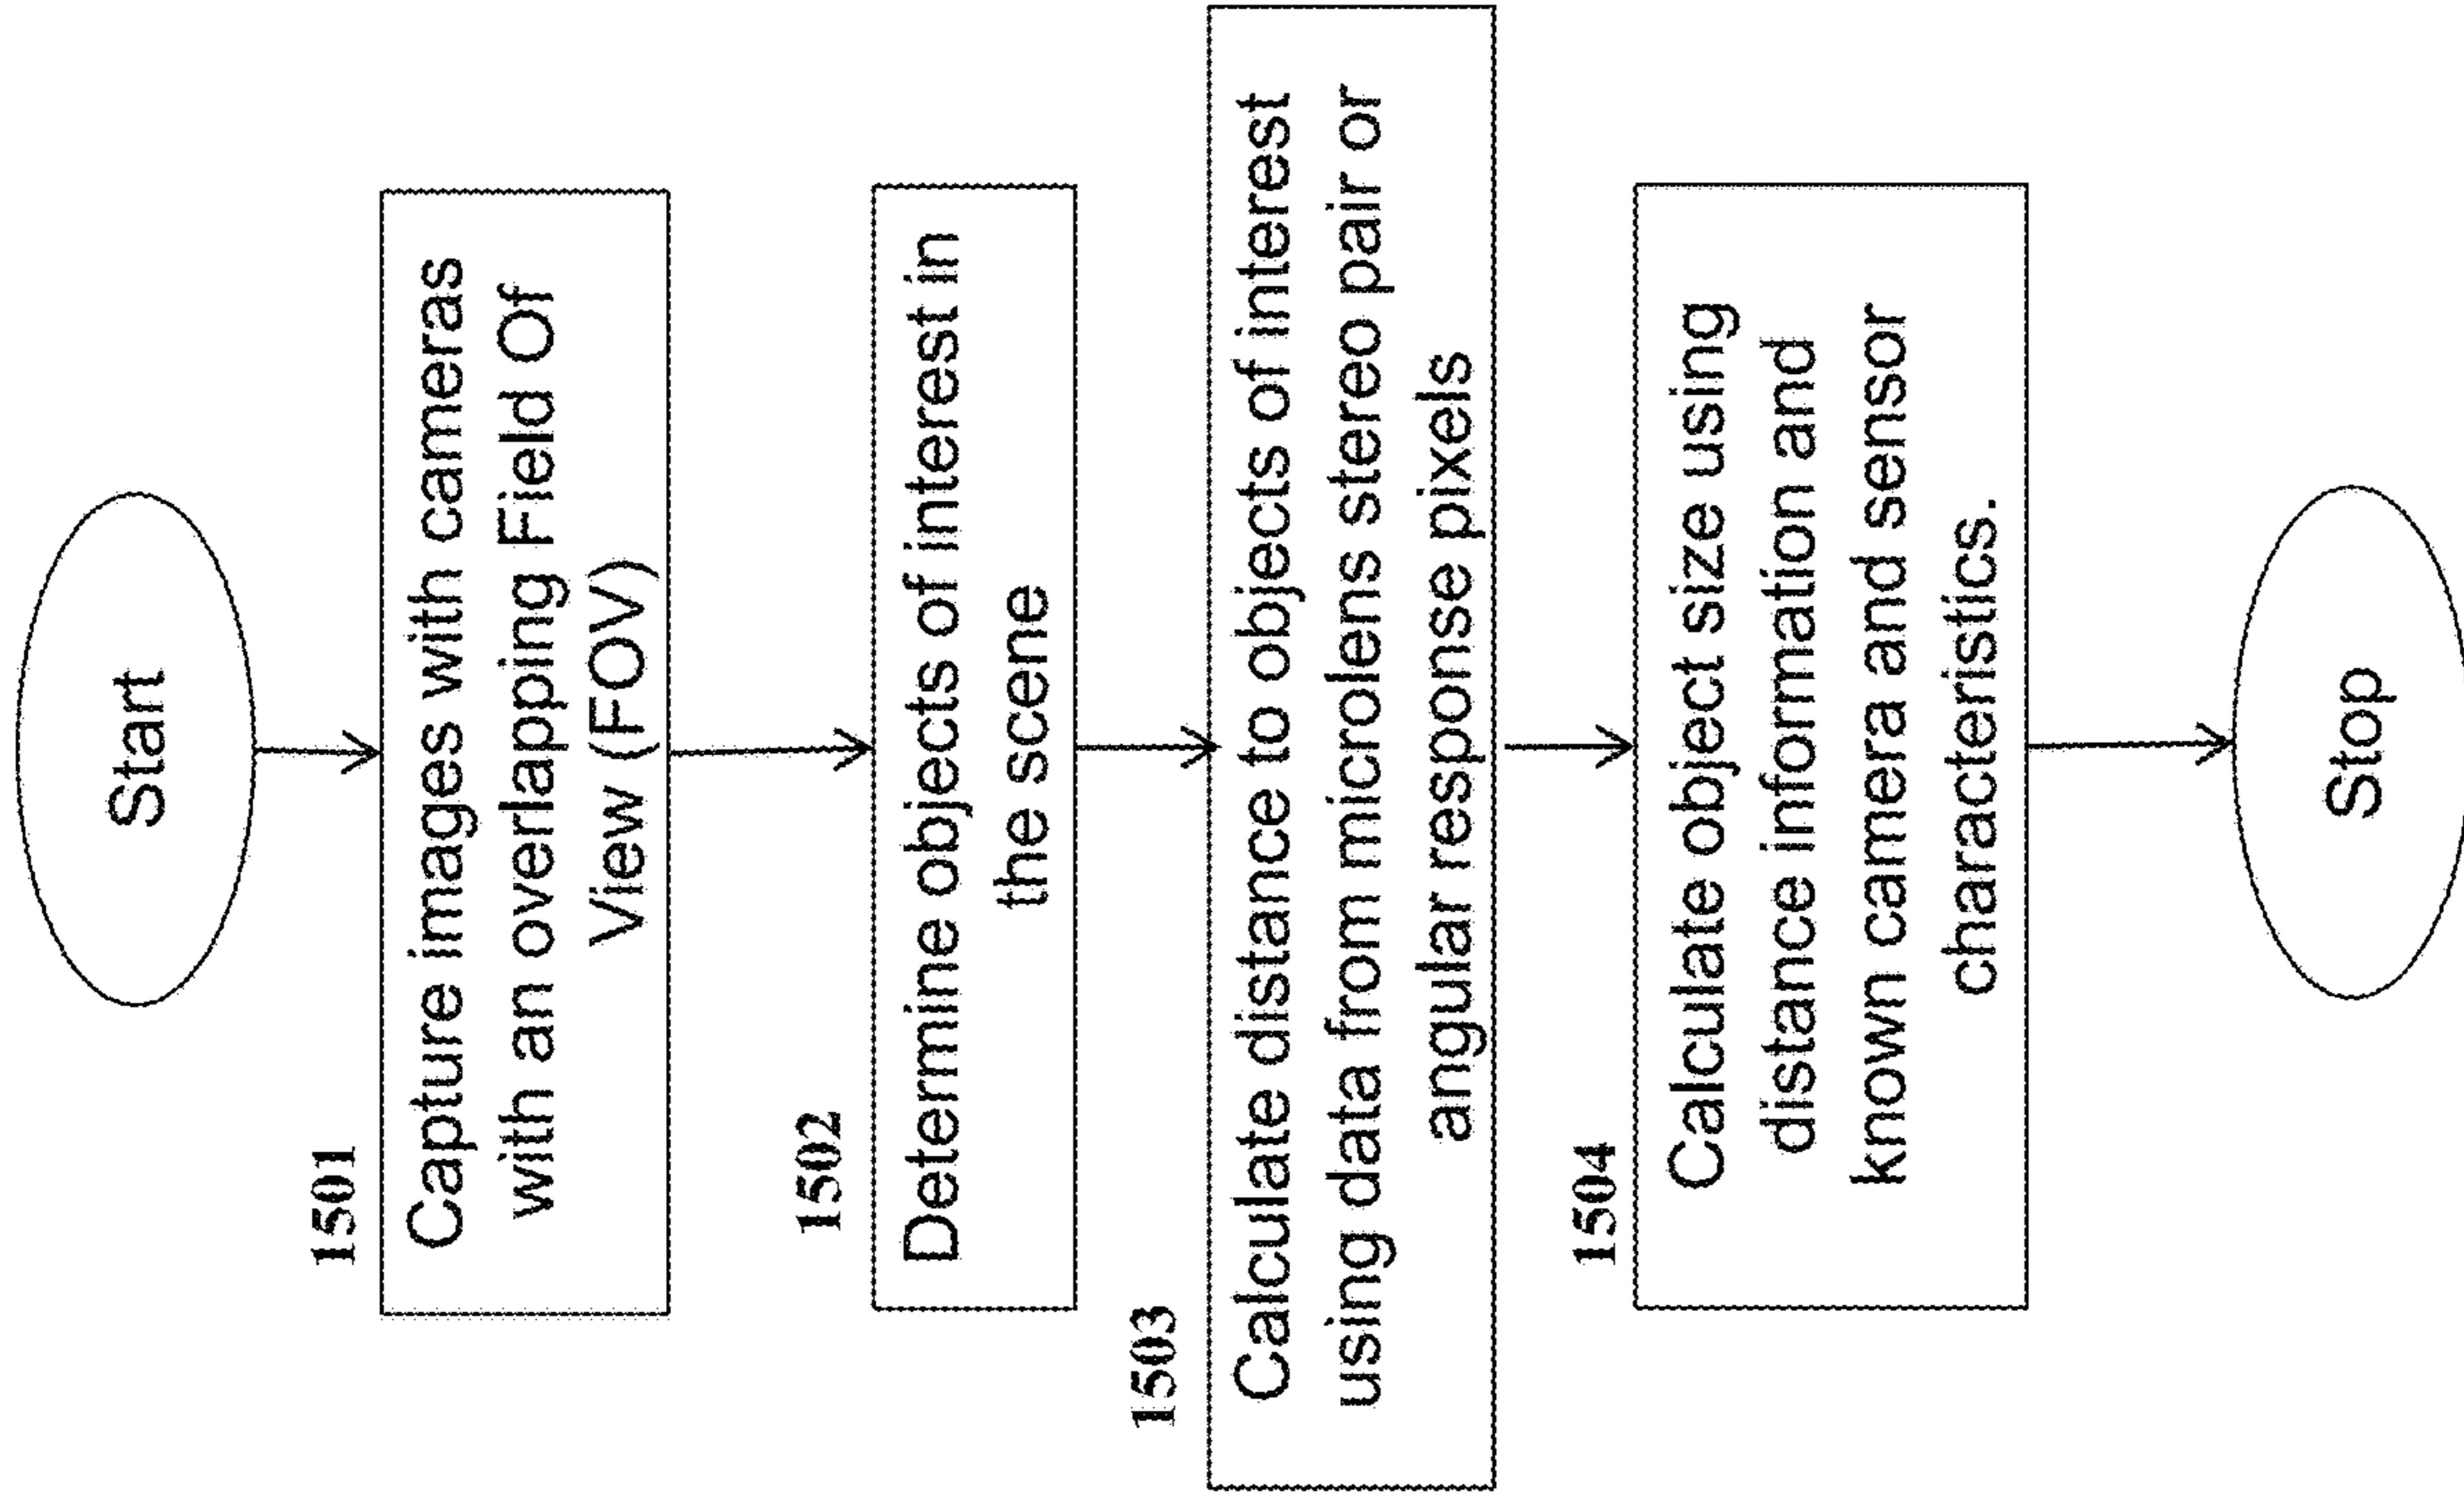 Start
1501
Capture images with cameras
with an overlapping Field Of
View (FOV)
1502
Determine objects of interest in
the scene
1503
Calculate distance to objects of interest
using data from microlens stereo pair or
angular response pixels
1504
Calculate object size using
distance information and
known camera and sensor
characteristics.
Stop